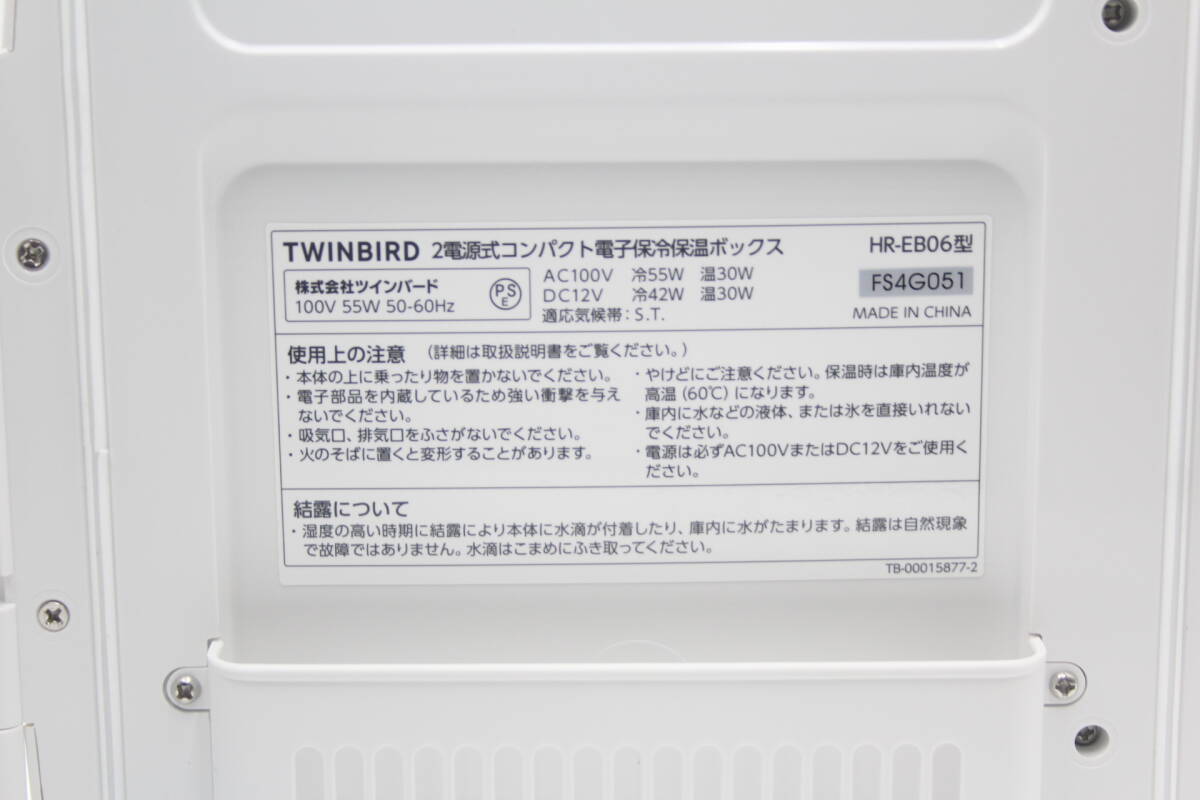 TWINBIRD 2電源式コンパクト電子保冷保温ボックス HR-EB06型
株式会社ツインバード
100V 55W 50-60Hz
PSE
AC100V 冷55W 温30W
DC12V 冷42W 温30W
適応気候帯:S.T.
FS4G051
MADE IN CHINA
使用上の注意 (詳細は取扱説明書をご覧ください。)
・本体の上に乗ったり物を置かないでください。
・電子部品を内蔵しているため強い衝撃を与え
ないでください。
・吸気口、排気口をふさがないでください。
・火のそばに置くと変形することがあります。
・やけどにご注意ください。保温時は庫内温度が
高温(60℃)になります。
・庫内に水などの液体、または氷を直接いれない
でください。
・電源は必ずAC100VまたはDC12Vをご使用く
ださい。
結露について
・湿度の高い時期に結露により本体に水滴が付着したり、庫内に水がたまります。結露は自然現象
で故障ではありません。水滴はこまめにふき取ってください。
TB-00015877-2